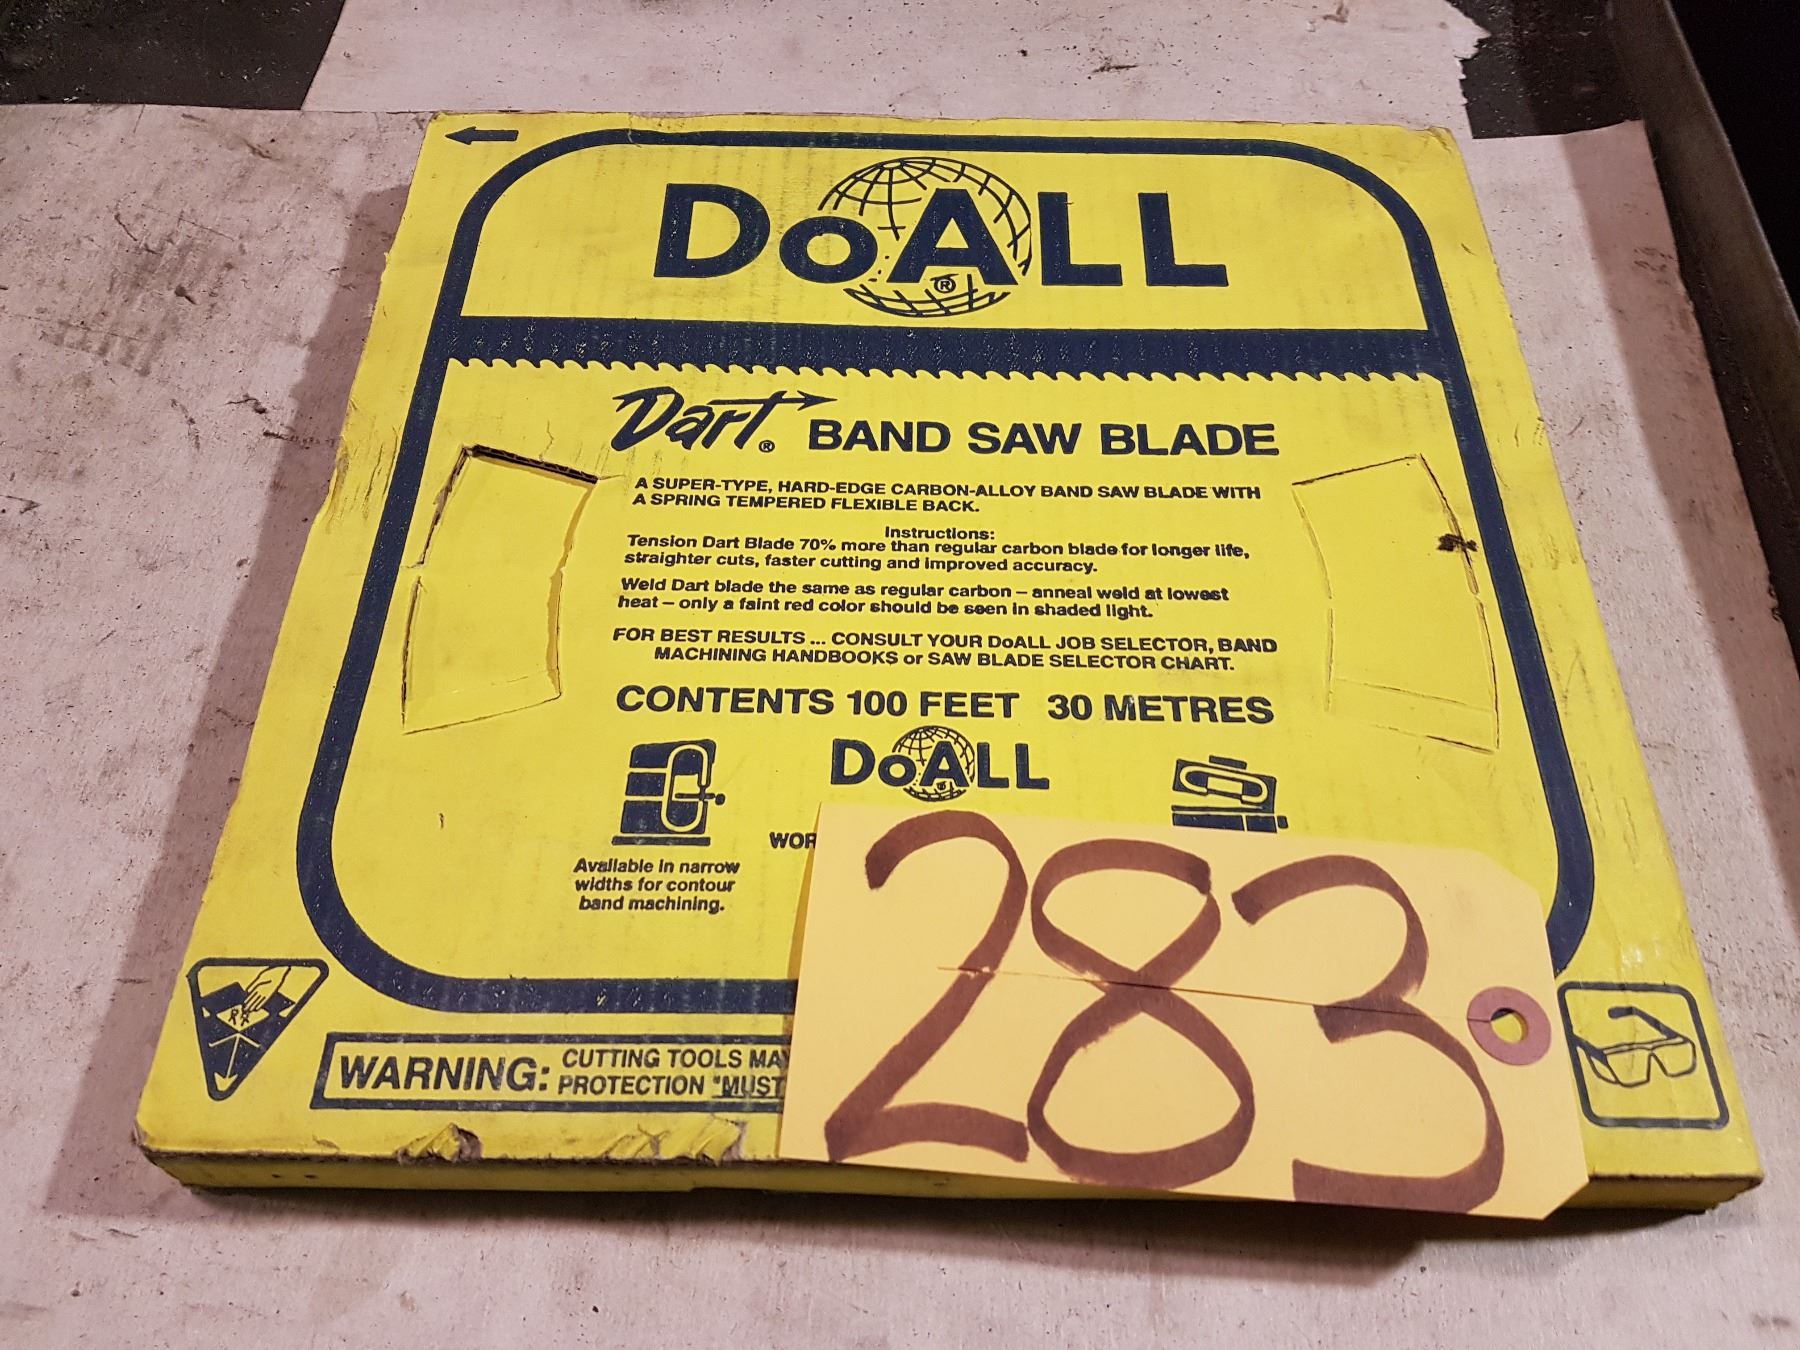 DoALL
®
Dart® BAND SAW BLADE
A SUPER-TYPE, HARD-EDGE CARBON-ALLOY BAND SAW BLADE WITH
A SPRING TEMPERED FLEXIBLE BACK.
Instructions:
Tension Dart Blade 70% more than regular carbon blade for longer life,
straighter cuts, faster cutting and improved accuracy.
Weld Dart blade the same as regular carbon – anneal weld at lowest
heat – only a faint red color should be seen in shaded light.
FOR BEST RESULTS ... CONSULT YOUR DoALL JOB SELECTOR, BAND
MACHINING HANDBOOKS or SAW BLADE SELECTOR CHART.
CONTENTS 100 FEET 30 METRES
DoALL
®
Available in narrow
widths for contour
band machining.
283
WARNING: CUTTING TOOLS
PROTECTION "MUST